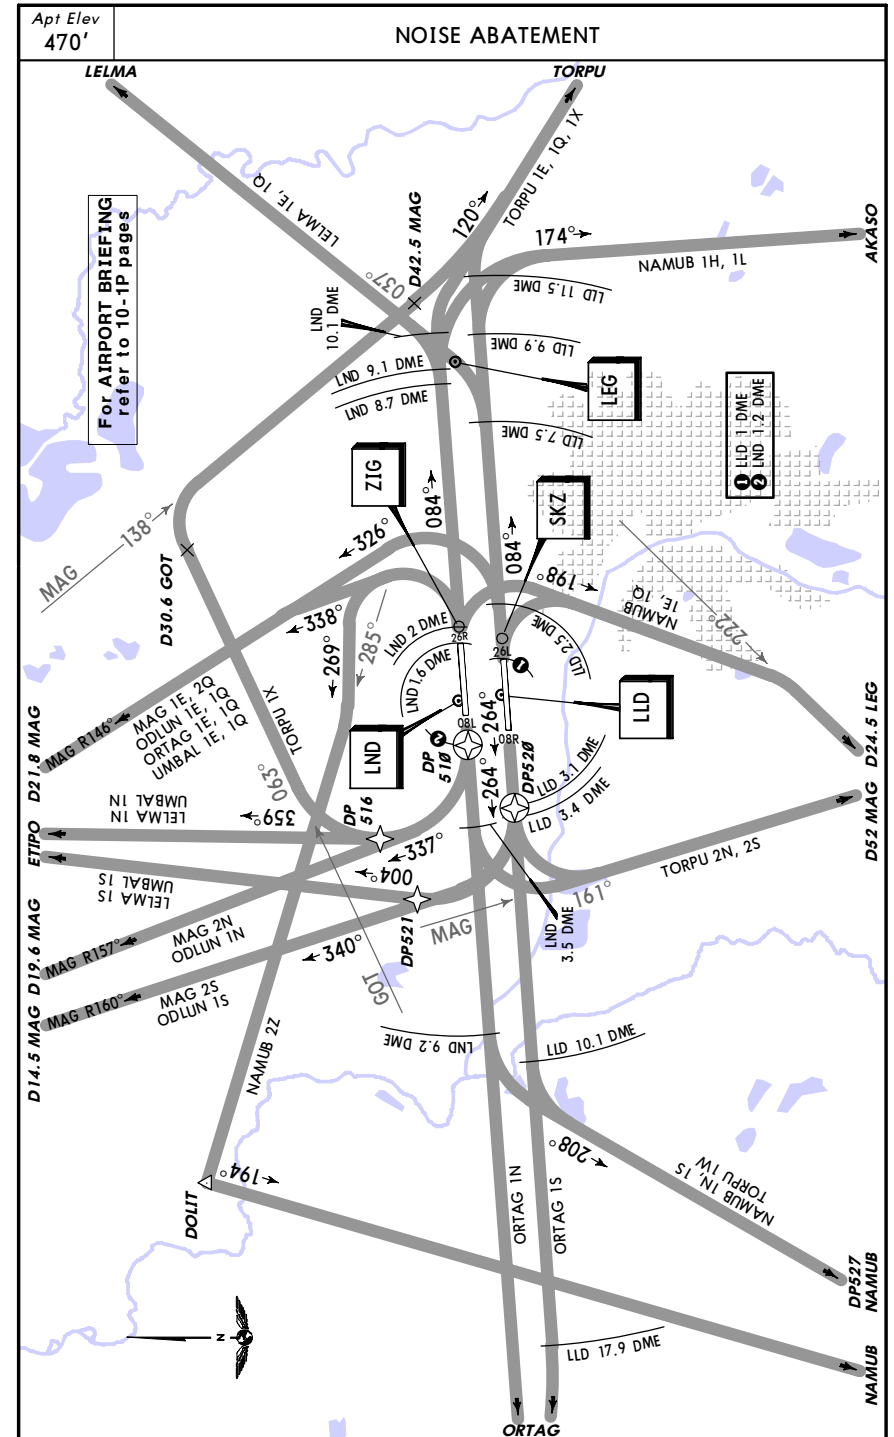 Apt Elev
470'
NOISE ABATEMENT
LELMA
TORPU
For AIRPORT BRIEFING
refer to 10-1P pages
LELMA 1E, 1Q
TORPU 1E, 1Q, 1X
120°
D42.5 MAG
037°
174°
NAMUB 1H, 1L
AKASO
LLD 11.5 DME
LND
10.1 DME
LLD 9.9 DME
LND 9.1 DME
LND 8.7 DME
LEG
LLD 7.5 DME
1 LLD 1 DME
2 LND 1.2 DME
ZIG
SKZ
084°
084°
MAG
138°
326°
D30.6 GOT
198°
NAMUB
1E, 1Q
222°
338°
269°
285°
LND 2 DME
LND 1.6 DME
26R
26L
LLD 2.5 DME
1
LND
LLD
08L
08R
2
264°
264°
DP
510
DP520
LLD 3.1 DME
LLD 3.4 DME
D24.5 LEG
D21.8 MAG
MAG R146°
MAG 1E, 2Q
ODLUN 1E, 1Q
ORTAG 1E, 1Q
UMBAL 1E, 1Q
TORPU 1X
063°
ETIPO
LELMA 1N
UMBAL 1N
359°
DP
516
337°
004°
LELMA 1S
UMBAL 1S
D52 MAG
TORPU 2N, 2S
161°
LND
3.5 DME
MAG
DP521
D19.6 MAG
MAG R157°
MAG 2N
ODLUN 1N
340°
D14.5 MAG
MAG R160°
MAG 2S
ODLUN 1S
GOT
NAMUB 2Z
LND 9.2 DME
LLD 10.1 DME
208°
NAMUB 1N, 1S
TORPU 1W
DP527
NAMUB
DOLIT
194°
ORTAG 1N
ORTAG 1S
N
LLD 17.9 DME
NAMUB
ORTAG